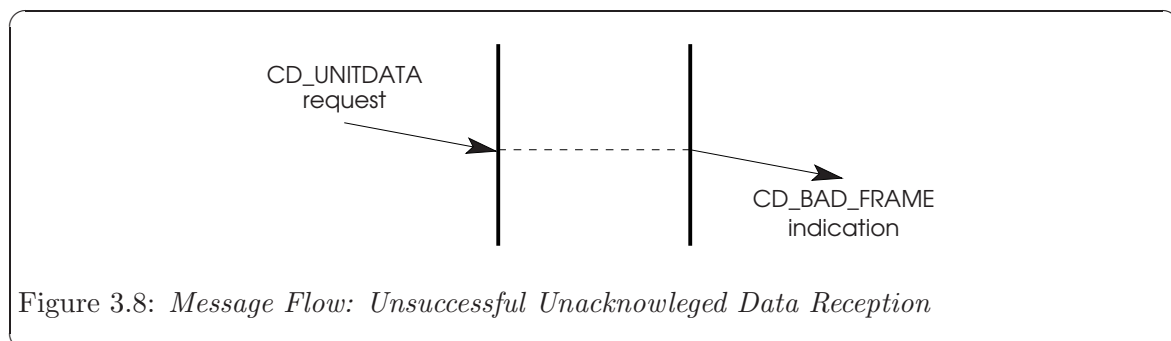 CD_UNITDATA
request
CD_BAD_FRAME
indication
Figure 3.8: Message Flow: Unsuccessful Unacknowleged Data Reception